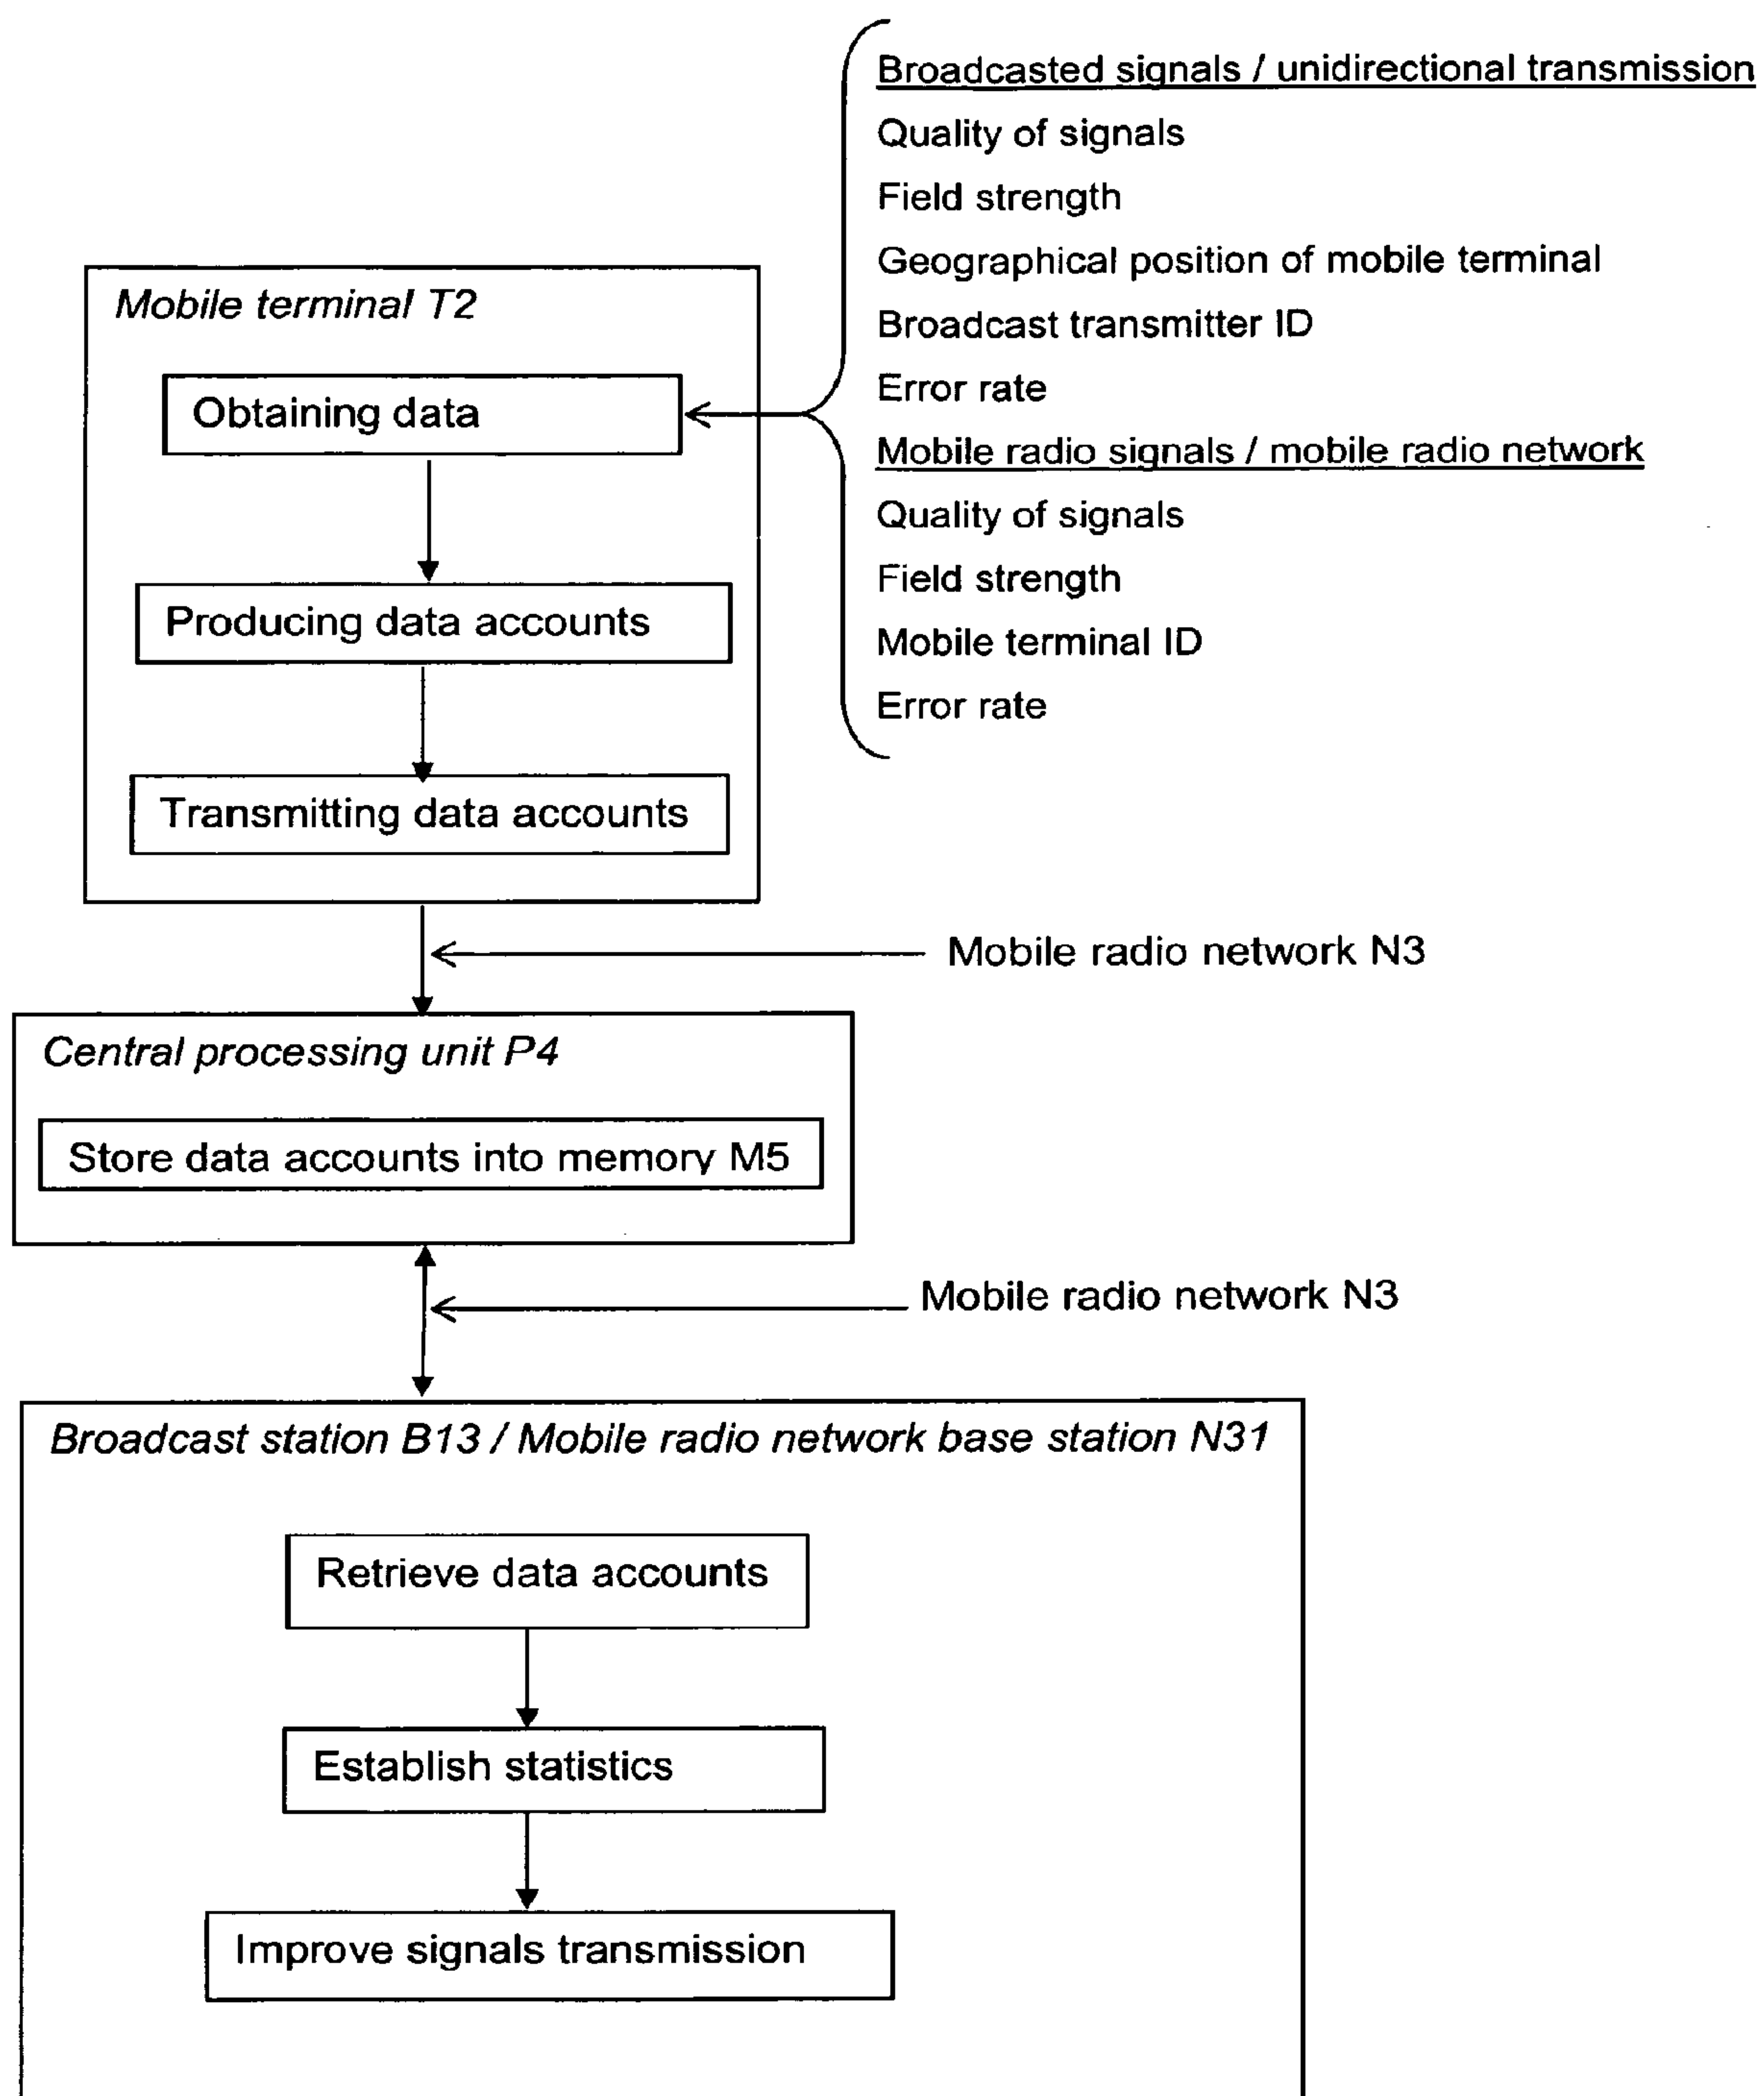 Broadcasted signals / unidirectional transmission
Quality of signals
Field strength
Geographical position of mobile terminal
Broadcast transmitter ID
Error rate
Mobile radio signals / mobile radio network
Quality of signals
Field strength
Mobile terminal ID
Error rate
Mobile terminal T2
Obtaining data
Producing data accounts
Transmitting data accounts
Mobile radio network N3
Central processing unit P4
Store data accounts into memory M5
Mobile radio network N3
Broadcast station B13 / Mobile radio network base station N31
Retrieve data accounts
Establish statistics
Improve signals transmission